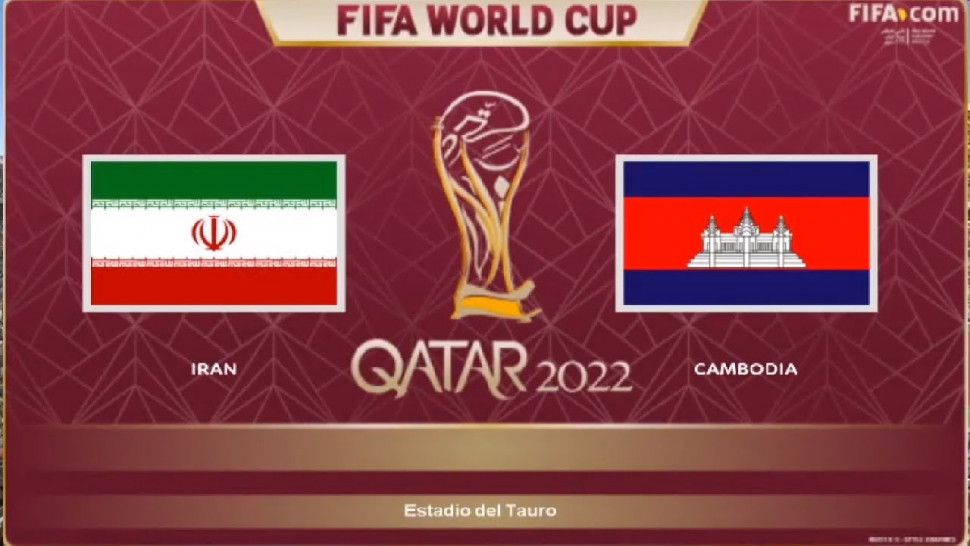 FIFA WORLD CUP
FIFA.com
IRAN
QATAR 2022
CAMBODIA
Estadio del Tauro